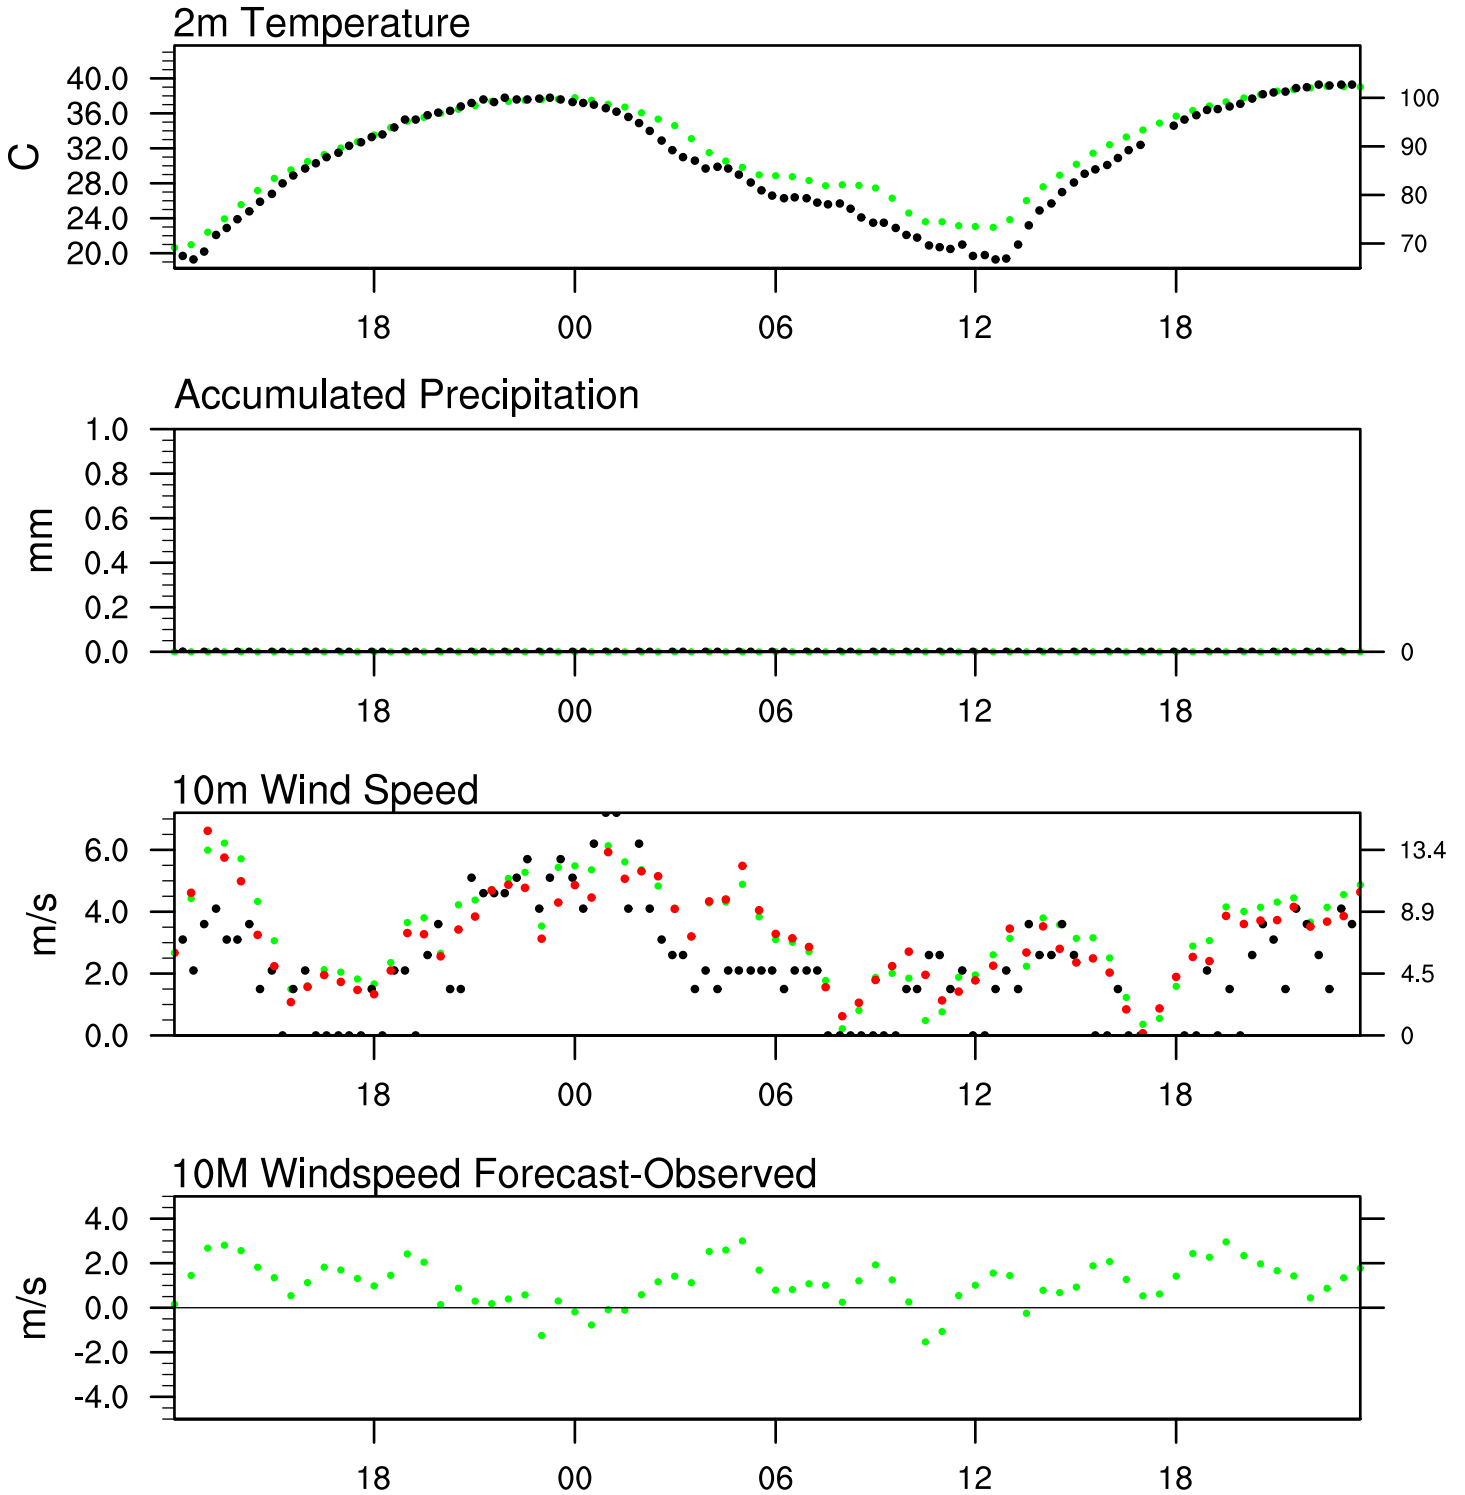 2m Temperature
C
40.0
36.0
32.0
28.0
24.0
20.0
100
90
80
70
18 00 06 12 18
Accumulated Precipitation
mm
1.0
0.8
0.6
0.4
0.2
0.0
0
18 00 06 12 18
10m Wind Speed
m/s
6.0
4.0
2.0
0.0
13.4
8.9
4.5
0
18 00 06 12 18
10M Windspeed Forecast-Observed
m/s
4.0
2.0
0.0
-2.0
-4.0
18 00 06 12 18